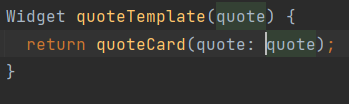 Widget quoteTemplate(quote) {
  return quoteCard(quote: quote);
}